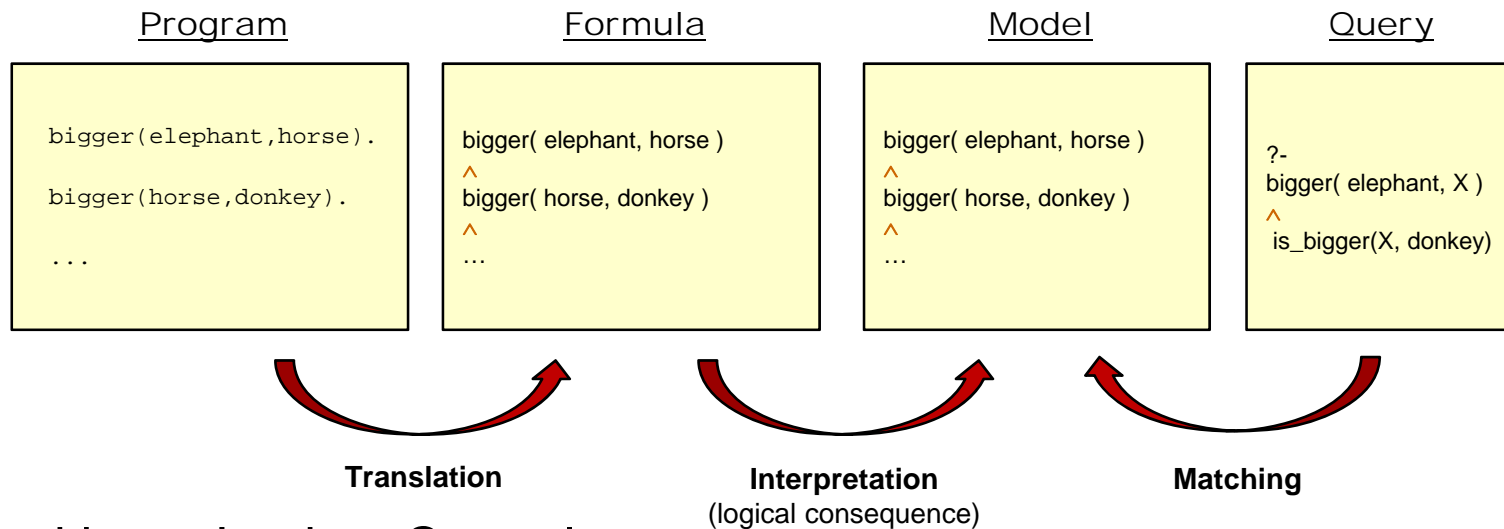 Program
Formula
Model
Query
bigger(elephant,horse).
bigger(horse,donkey).
...
bigger( elephant, horse )
^
bigger( horse, donkey )
^
…
bigger( elephant, horse )
^
bigger( horse, donkey )
^
…
?-
bigger( elephant, X )
^
is_bigger(X, donkey)
Translation
Interpretation
(logical consequence)
Matching